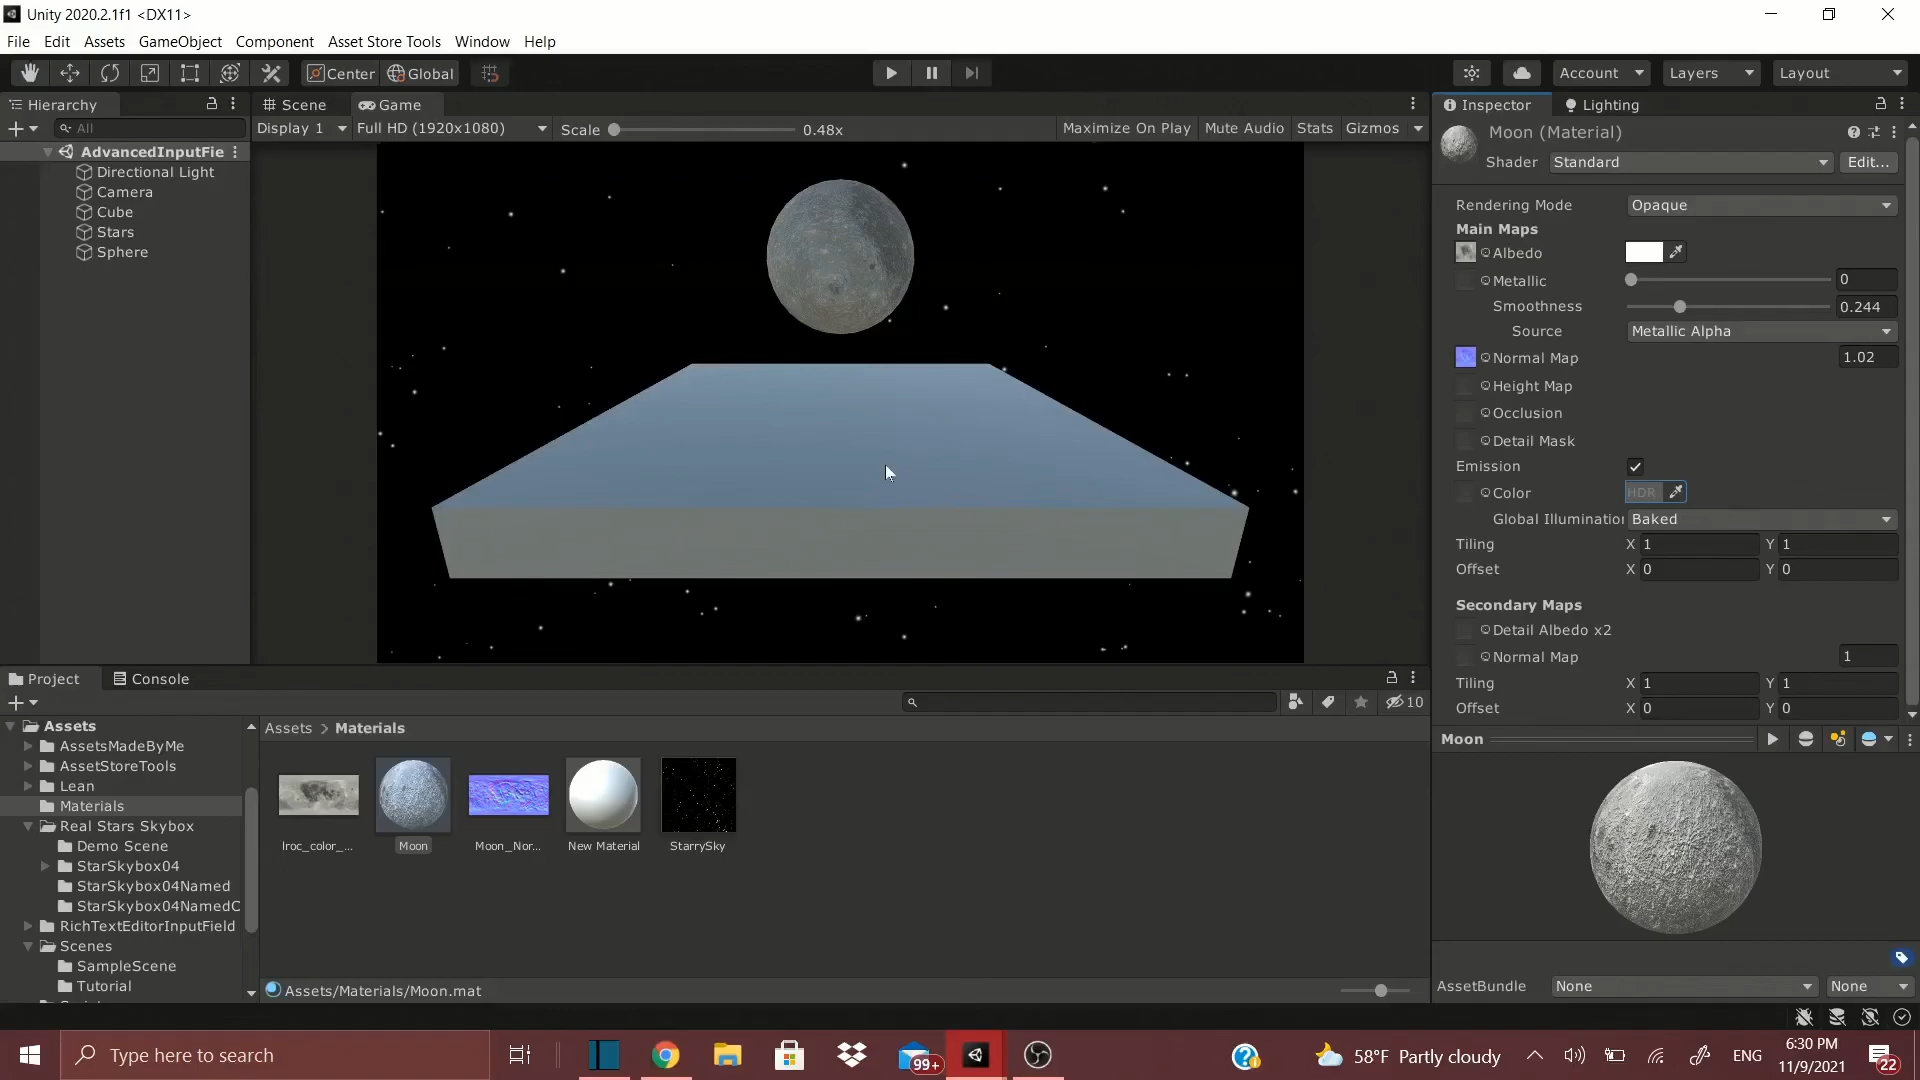 Unity 2020.2.1f1 <DX11>
File Edit Assets GameObject Component Asset Store Tools Window Help
Center Global Account Layers Layout
Hierarchy Scene Game Inspector Lighting
All Display 1 Full HD (1920x1080) Scale 0.48x Maximize On Play Mute Audio Stats Gizmos
AdvancedInputFie
Directional Light
Camera
Cube
Stars
Sphere
Moon (Material)
Shader Standard Edit...
Rendering Mode Opaque
Main Maps
Albedo
Metallic 0
Smoothness 0.244
Source Metallic Alpha
Normal Map 1.02
Height Map
Occlusion
Detail Mask
Emission
Color HDR
Global Illumination Baked
Tiling X 1 Y 1
Offset X 0 Y 0
Secondary Maps
Detail Albedo x2
Normal Map 1
Tiling X 1 Y 1
Offset X 0 Y 0
Project Console
10
Assets
AssetsMadeByMe
AssetStoreTools
Lean
Materials
Real Stars Skybox
Demo Scene
StarSkybox04
StarSkybox04Named
StarSkybox04NamedC
RichTextEditorInputField
Scenes
SampleScene
Tutorial
Assets > Materials
lroc_color_... Moon Moon_Nor... New Material StarrySky
Assets/Materials/Moon.mat
Moon
AssetBundle None None
Type here to search
99+
58°F Partly cloudy
ENG
6:30 PM
11/9/2021
22